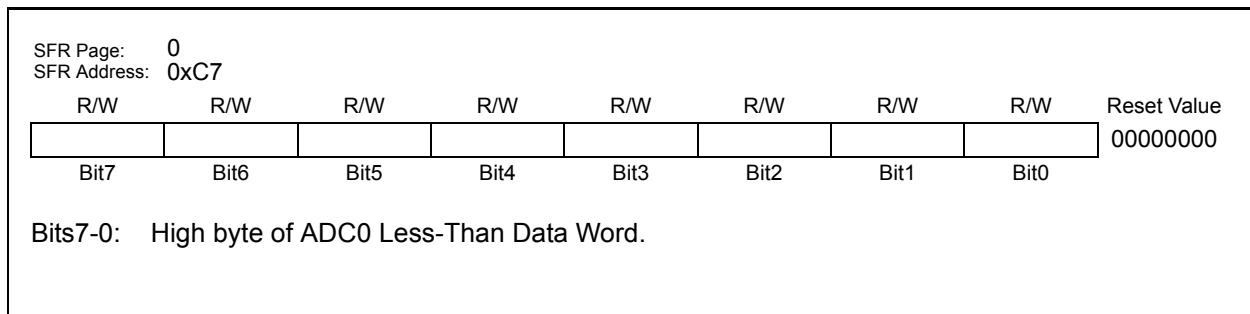 SFR Page: 0
SFR Address: 0xC7
R/W R/W R/W R/W R/W R/W R/W R/W Reset Value
00000000
Bit7 Bit6 Bit5 Bit4 Bit3 Bit2 Bit1 Bit0
Bits7-0: High byte of ADC0 Less-Than Data Word.